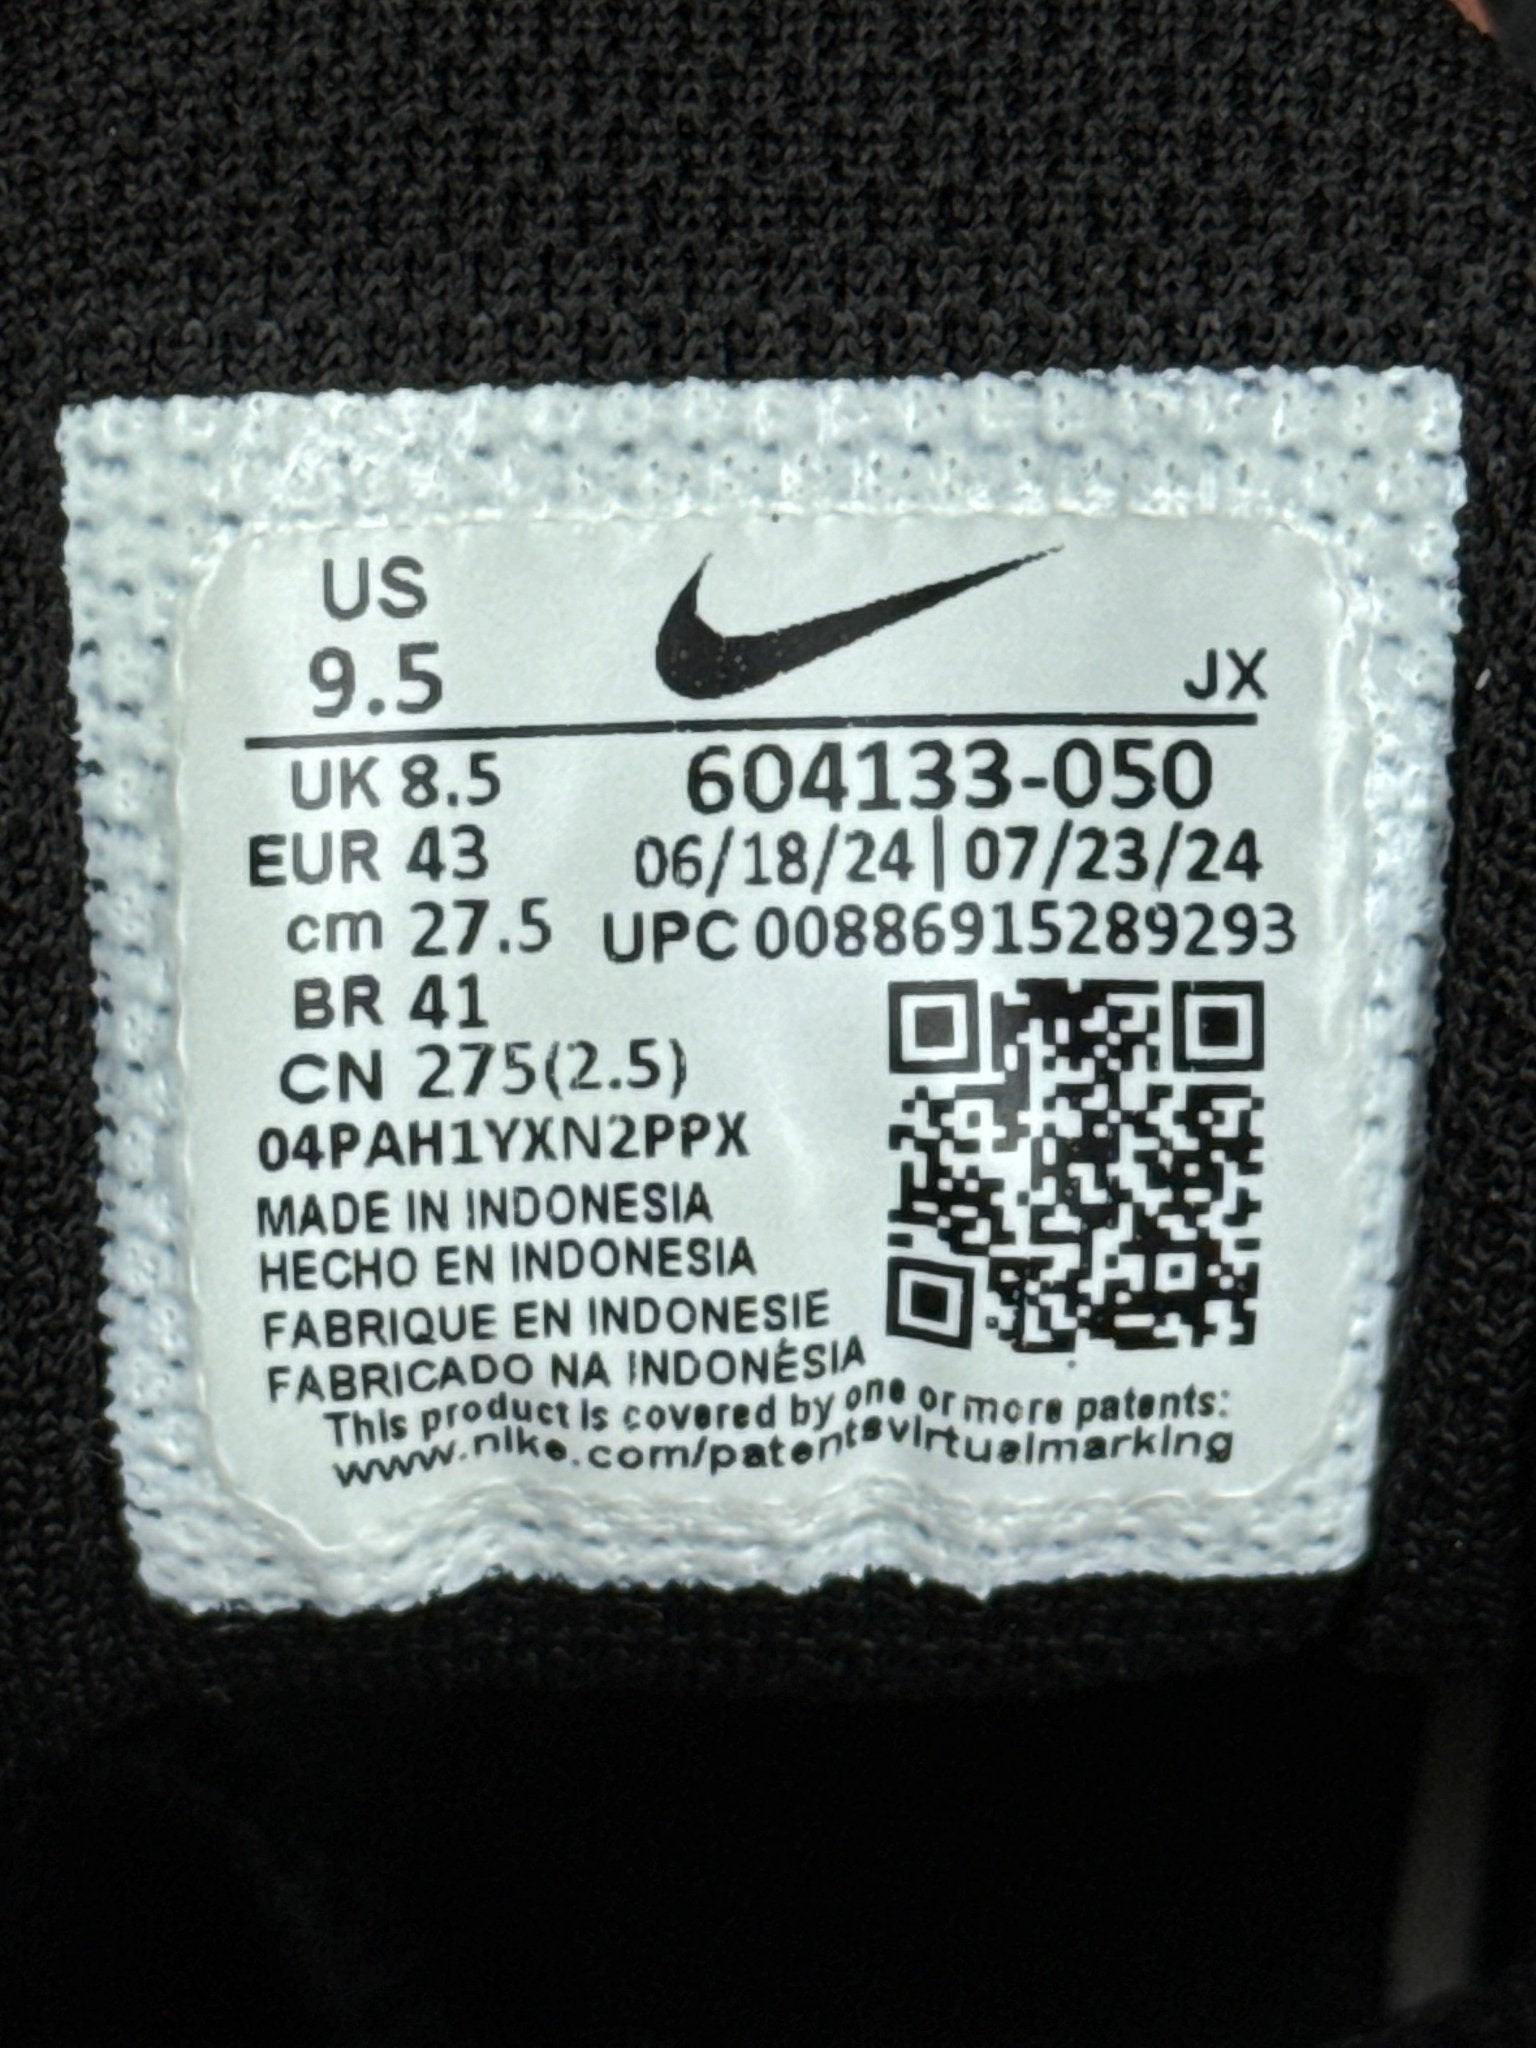 US
9.5
JX
UK 8.5
EUR 43
cm 27.5
BR 41
CN 275(2.5)
604133-050
06/18/24 | 07/23/24
UPC 00886915289293
04PAH1YXN2PPX
MADE IN INDONESIA
HECHO EN INDONESIA
FABRIQUE EN INDONESIE
FABRICADO NA INDONÉSIA
This product is covered by one or more patents:
www.nike.com/patentsvirtualmarking